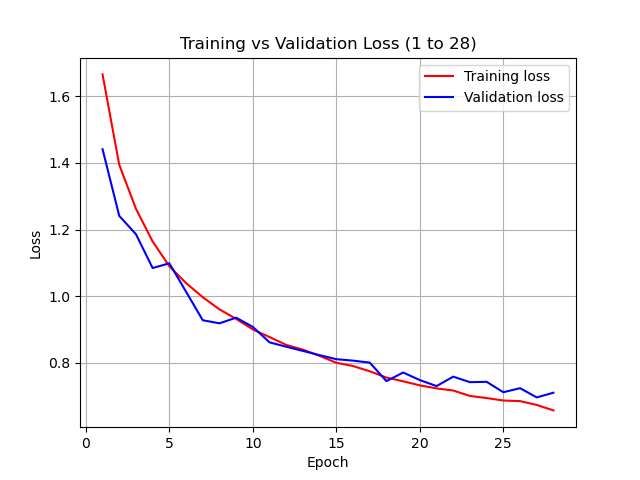 Training vs Validation Loss (1 to 28)
Training loss
Validation loss
1.6
1.4
1.2
1.0
0.8
Loss
0
5
10
15
20
25
Epoch